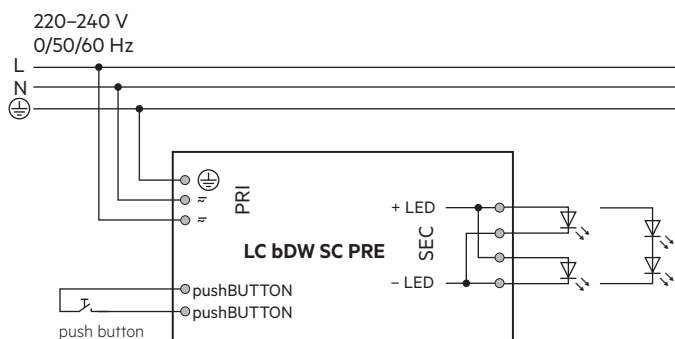 220–240 V
0/50/60 Hz
L
N
PRI
+ LED
SEC
LC bDW SC PRE
– LED
pushBUTTON
pushBUTTON
push button